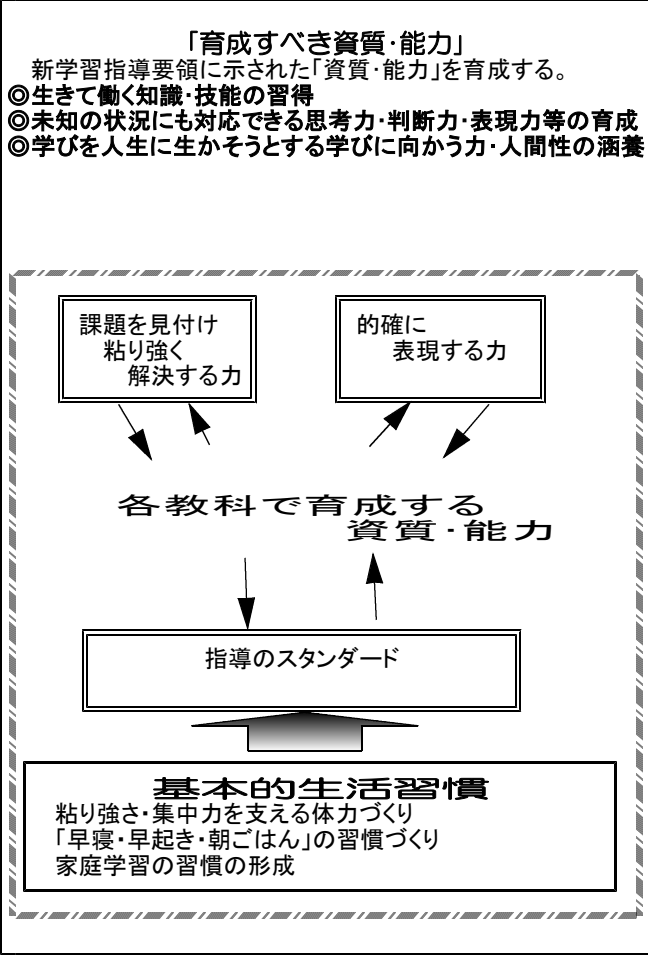 「育成すべき資質・能力」
新学習指導要領に示された「資質・能力」を育成する。
◎生きて働く知識・技能の習得
◎未知の状況にも対応できる思考力・判断力・表現力等の育成
◎学びを人生に生かそうとする学びに向かう力・人間性の涵養
課題を見付け
粘り強く
解決する力
的確に
表現する力
各教科で育成する
資質・能力
指導のスタンダード
基本的生活習慣
粘り強さ・集中力を支える体力づくり
「早寝・早起き・朝ごはん」の習慣づくり
家庭学習の習慣の形成